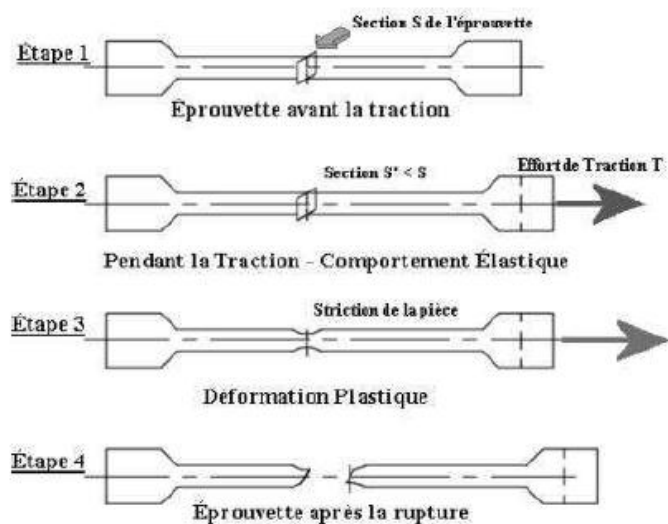 Section S de l'éprouvette
Étape 1
Éprouvette avant la traction
Section S" < S
Effort de Traction T
Étape 2
Pendant la Traction - Comportement Élastique
Striction de la pièce
Étape 3
Déformation Plastique
Étape 4
Éprouvette après la rupture